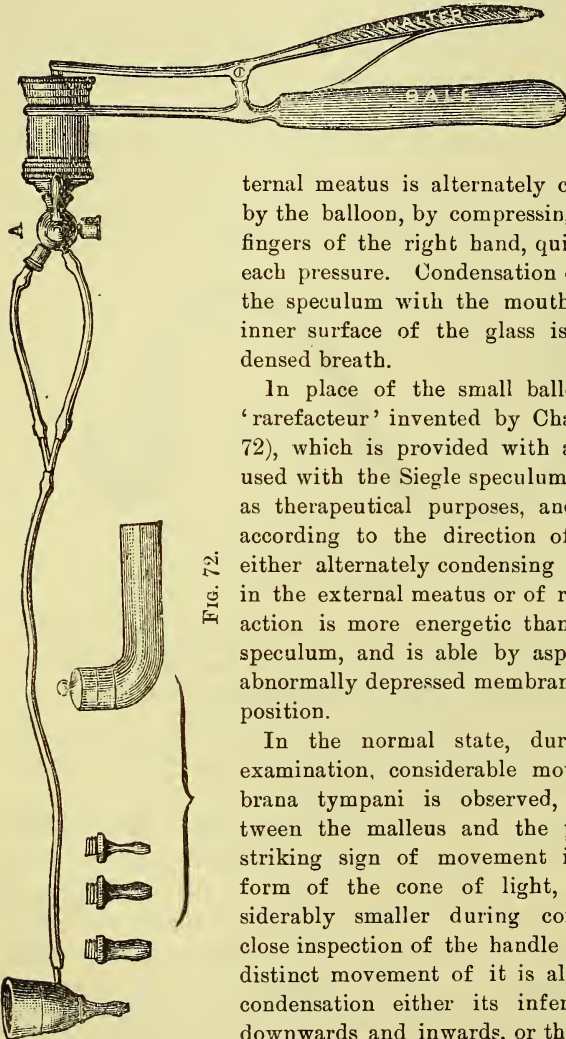 WALTER
BALE
A
FIG. 72.
ternal meatus is alternately c
by the balloon, by compressin
fingers of the right hand, qui
each pressure. Condensation
the speculum with the mouth
inner surface of the glass is
densed breath.
In place of the small ball
‘rarefacteur’ invented by Cha
72), which is provided with a
used with the Siegle speculum
as therapeutical purposes, and
according to the direction of
either alternately condensing
in the external meatus or of r
action is more energetic than
speculum, and is able by asp
abnormally depressed membran
position.
In the normal state, dur
examination, considerable mo
brana tympani is observed,
tween the malleus and the
striking sign of movement i
form of the cone of light,
siderably smaller during co
close inspection of the handle
distinct movement of it is al
condensation either its infer
downwards and inwards, or th